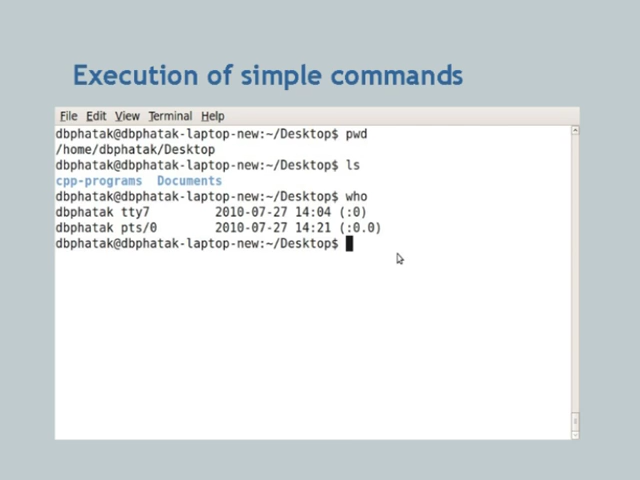 Execution of simple commands
File Edit View Terminal Help
dbphatak@dbphatak-laptop-new:~/Desktop$ pwd
/home/dbphatak/Desktop
dbphatak@dbphatak-laptop-new:~/Desktop$ ls
cpp-programs  Documents
dbphatak@dbphatak-laptop-new:~/Desktop$ who
dbphatak tty7         2010-07-27 14:04 (:0)
dbphatak pts/0        2010-07-27 14:21 (:0.0)
dbphatak@dbphatak-laptop-new:~/Desktop$